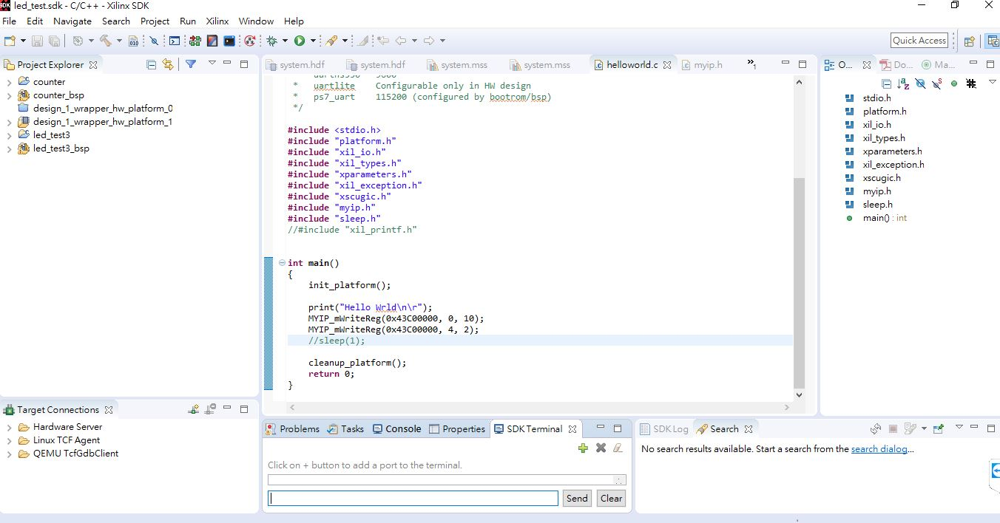 SDK led_test.sdk - C/C++ - Xilinx SDK
File Edit Navigate Search Project Run Xilinx Window Help
Quick Access
Project Explorer
counter
counter_bsp
design_1_wrapper_hw_platform_0
design_1_wrapper_hw_platform_1
led_test3
led_test3_bsp
system.hdf system.hdf system.mss system.mss helloworld.c myip.h »1
* uartns550 9600
* uartlite Configurable only in HW design
* ps7_uart 115200 (configured by bootrom/bsp)
*/
#include <stdio.h>
#include "platform.h"
#include "xil_io.h"
#include "xil_types.h"
#include "xparameters.h"
#include "xil_exception.h"
#include "xscugic.h"
#include "myip.h"
#include "sleep.h"
//#include "xil_printf.h"
int main()
{
init_platform();
print("Hello Wrld\n\r");
MYIP_mWriteReg(0x43C00000, 0, 10);
MYIP_mWriteReg(0x43C00000, 4, 2);
//sleep(1);
cleanup_platform();
return 0;
}
O... Do... Ma...
stdio.h
platform.h
xil_io.h
xil_types.h
xparameters.h
xil_exception.h
xscugic.h
myip.h
sleep.h
main() : int
Target Connections
Hardware Server
Linux TCF Agent
QEMU TcfGdbClient
Problems Tasks Console Properties SDK Terminal
Click on + button to add a port to the terminal.
Send Clear
SDK Log Search
No search results available. Start a search from the search dialog...